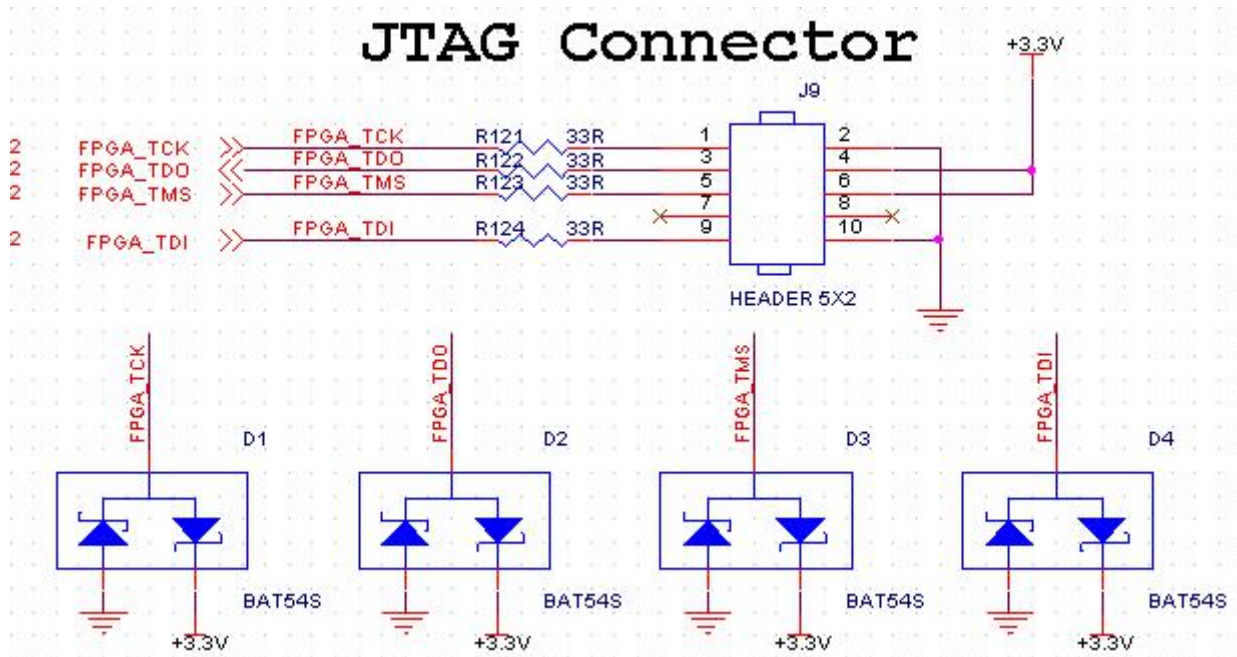 JTAG Connector
+3.3V
J9
2 FPGA_TCK FPGA_TCK R121 33R 1 2
2 FPGA_TDO FPGA_TDO R122 33R 3 4
2 FPGA_TMS FPGA_TMS R123 33R 5 6
7 8
2 FPGA_TDI FPGA_TDI R124 33R 9 10
HEADER 5X2
FPGA_TCK FPGA_TDO FPGA_TMS FPGA_TDI
D1 D2 D3 D4
BAT54S BAT54S BAT54S BAT54S
+3.3V +3.3V +3.3V +3.3V